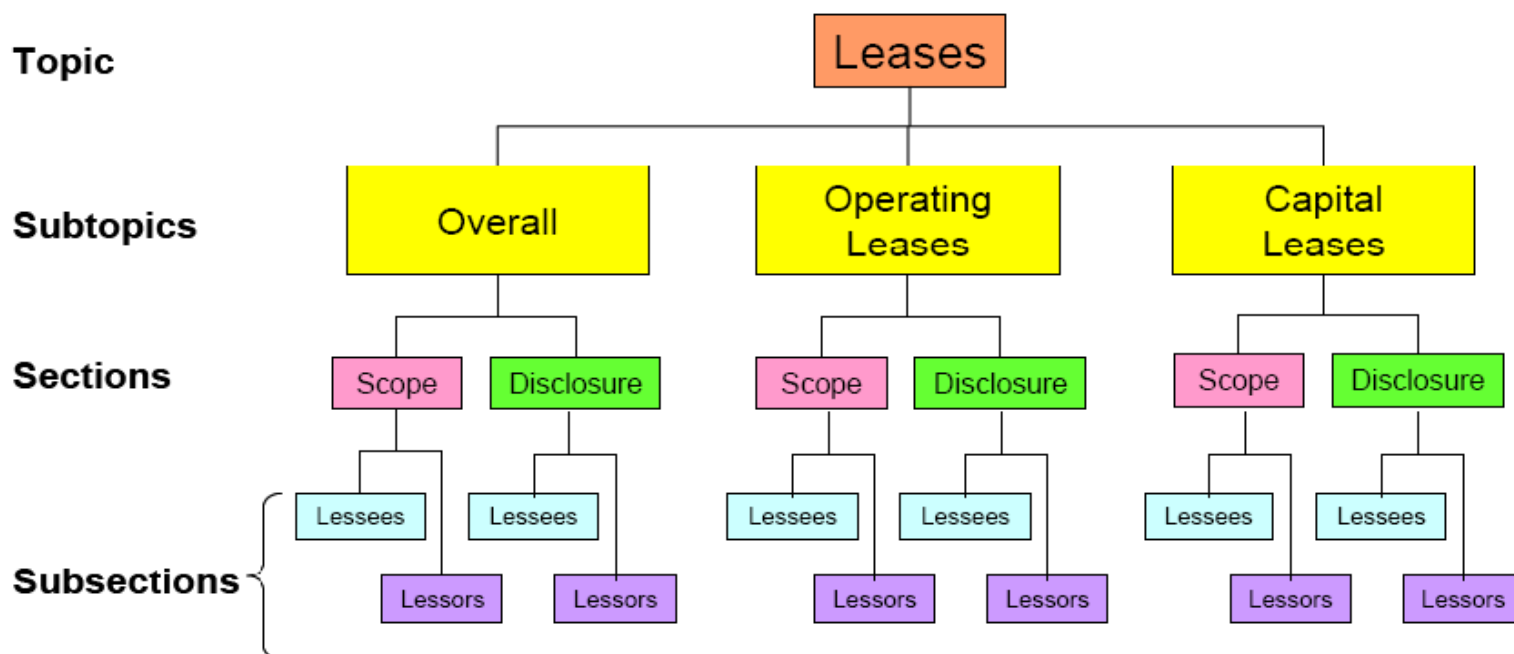 Topic
Leases
Subtopics
Overall
Operating
Leases
Capital
Leases
Sections
Scope
Disclosure
Scope
Disclosure
Scope
Disclosure
Subsections
Lessees
Lessees
Lessees
Lessees
Lessees
Lessees
Lessors
Lessors
Lessors
Lessors
Lessors
Lessors